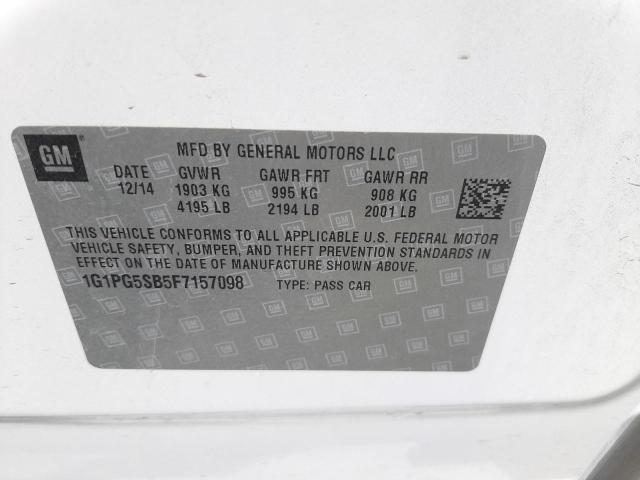 GM
MFD BY GENERAL MOTORS LLC
DATE GVWR GAWR FRT GAWR RR
12/14 1903 KG 995 KG 908 KG
4195 LB 2194 LB 2001 LB
THIS VEHICLE CONFORMS TO ALL APPLICABLE U.S. FEDERAL MOTOR
VEHICLE SAFETY, BUMPER, AND THEFT PREVENTION STANDARDS IN
EFFECT ON THE DATE OF MANUFACTURE SHOWN ABOVE.
1G1PG5SB5F7157098 TYPE: PASS CAR